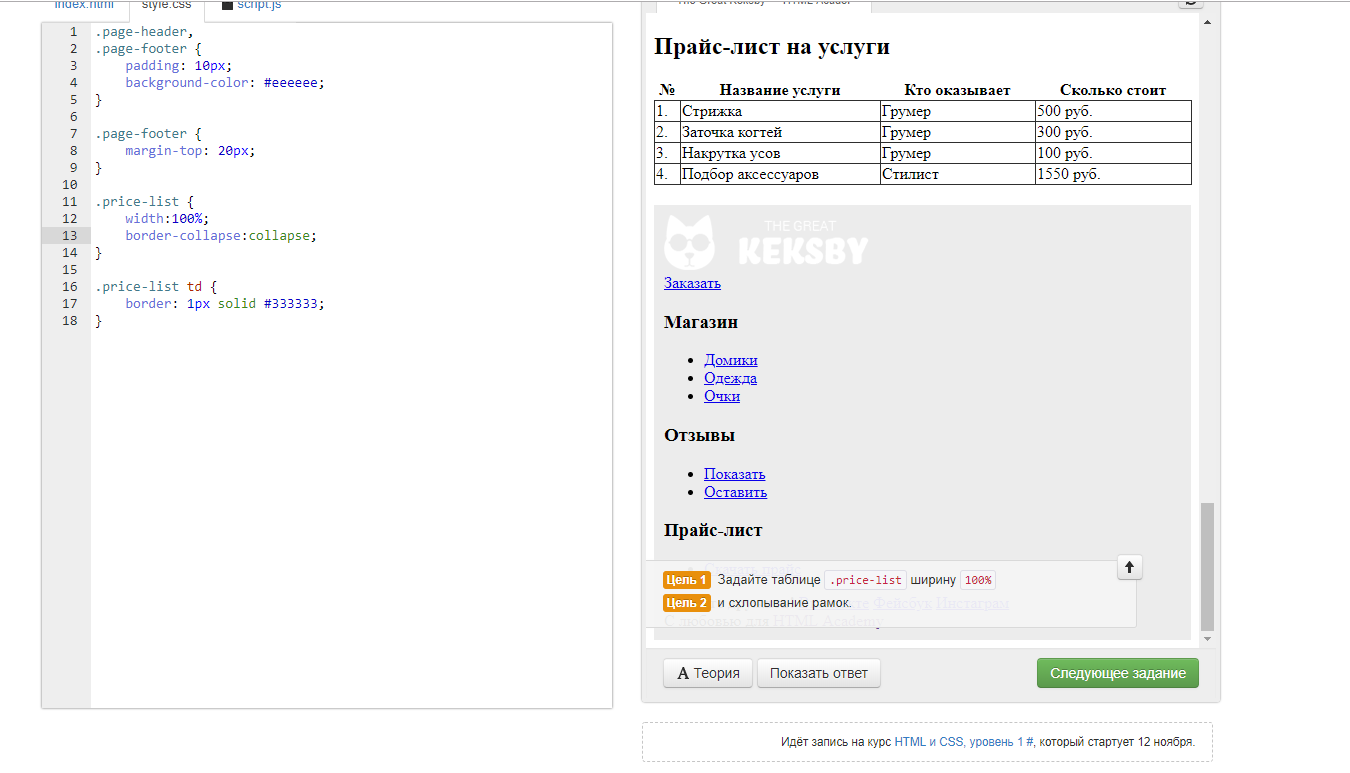 index.html style.css script.js
1 .page-header,
2 .page-footer {
3 padding: 10px;
4 background-color: #eeeeee;
5 }
6
7 .page-footer {
8 margin-top: 20px;
9 }
10
11 .price-list {
12 width:100%;
13 border-collapse:collapse;
14 }
15
16 .price-list td {
17 border: 1px solid #333333;
18 }
Прайс-лист на услуги
№ Название услуги Кто оказывает Сколько стоит
1. Стрижка Грумер 500 руб.
2. Заточка когтей Грумер 300 руб.
3. Накрутка усов Грумер 100 руб.
4. Подбор аксессуаров Стилист 1550 руб.
THE GREAT
KEKSBY
Заказать
Магазин
Домики
Одежда
Очки
Отзывы
Показать
Оставить
Прайс-лист
Скачать прайс
Цель 1 Задайте таблице .price-list ширину 100%
Цель 2 и схлопывание рамок.
Фейсбук Инстаграм
С любовью для HTML Academy
A Теория Показать ответ Следующее задание
Идёт запись на курс HTML и CSS, уровень 1 #, который стартует 12 ноября.